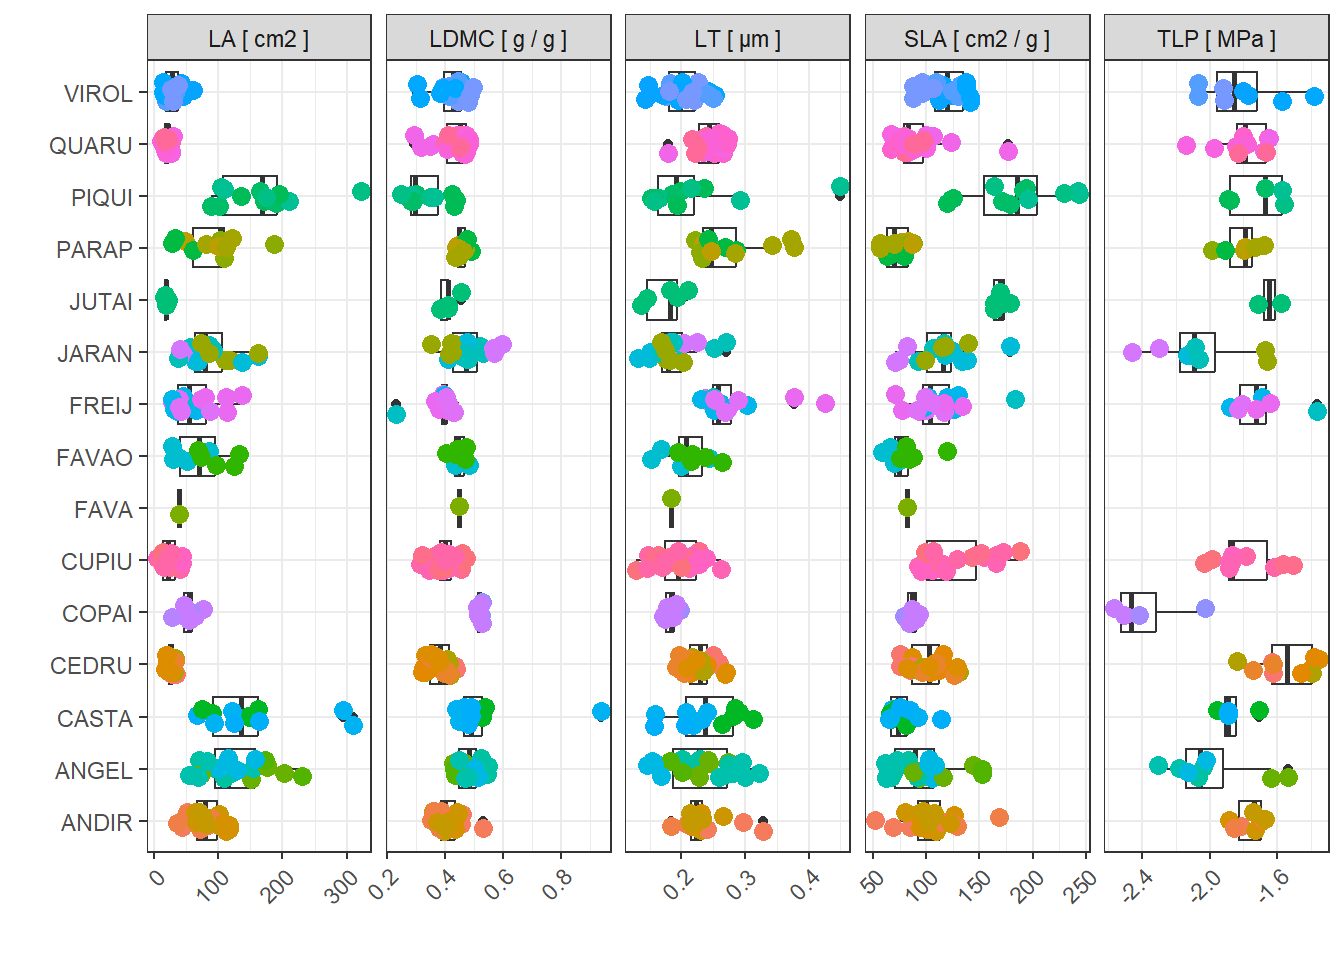 LA [ cm2 ] LDMC [ g / g ] LT [ µm ] SLA [ cm2 / g ] TLP [ MPa ]
VIROL
QUARU
PIQUI
PARAP
JUTAI
JARAN
FREIJ
FAVAO
FAVA
CUPIU
COPAI
CEDRU
CASTA
ANGEL
ANDIR
0 100 200 300 0.2 0.4 0.6 0.8 0.2 0.3 0.4 50 100 150 200 250 -2.4 -2.0 -1.6